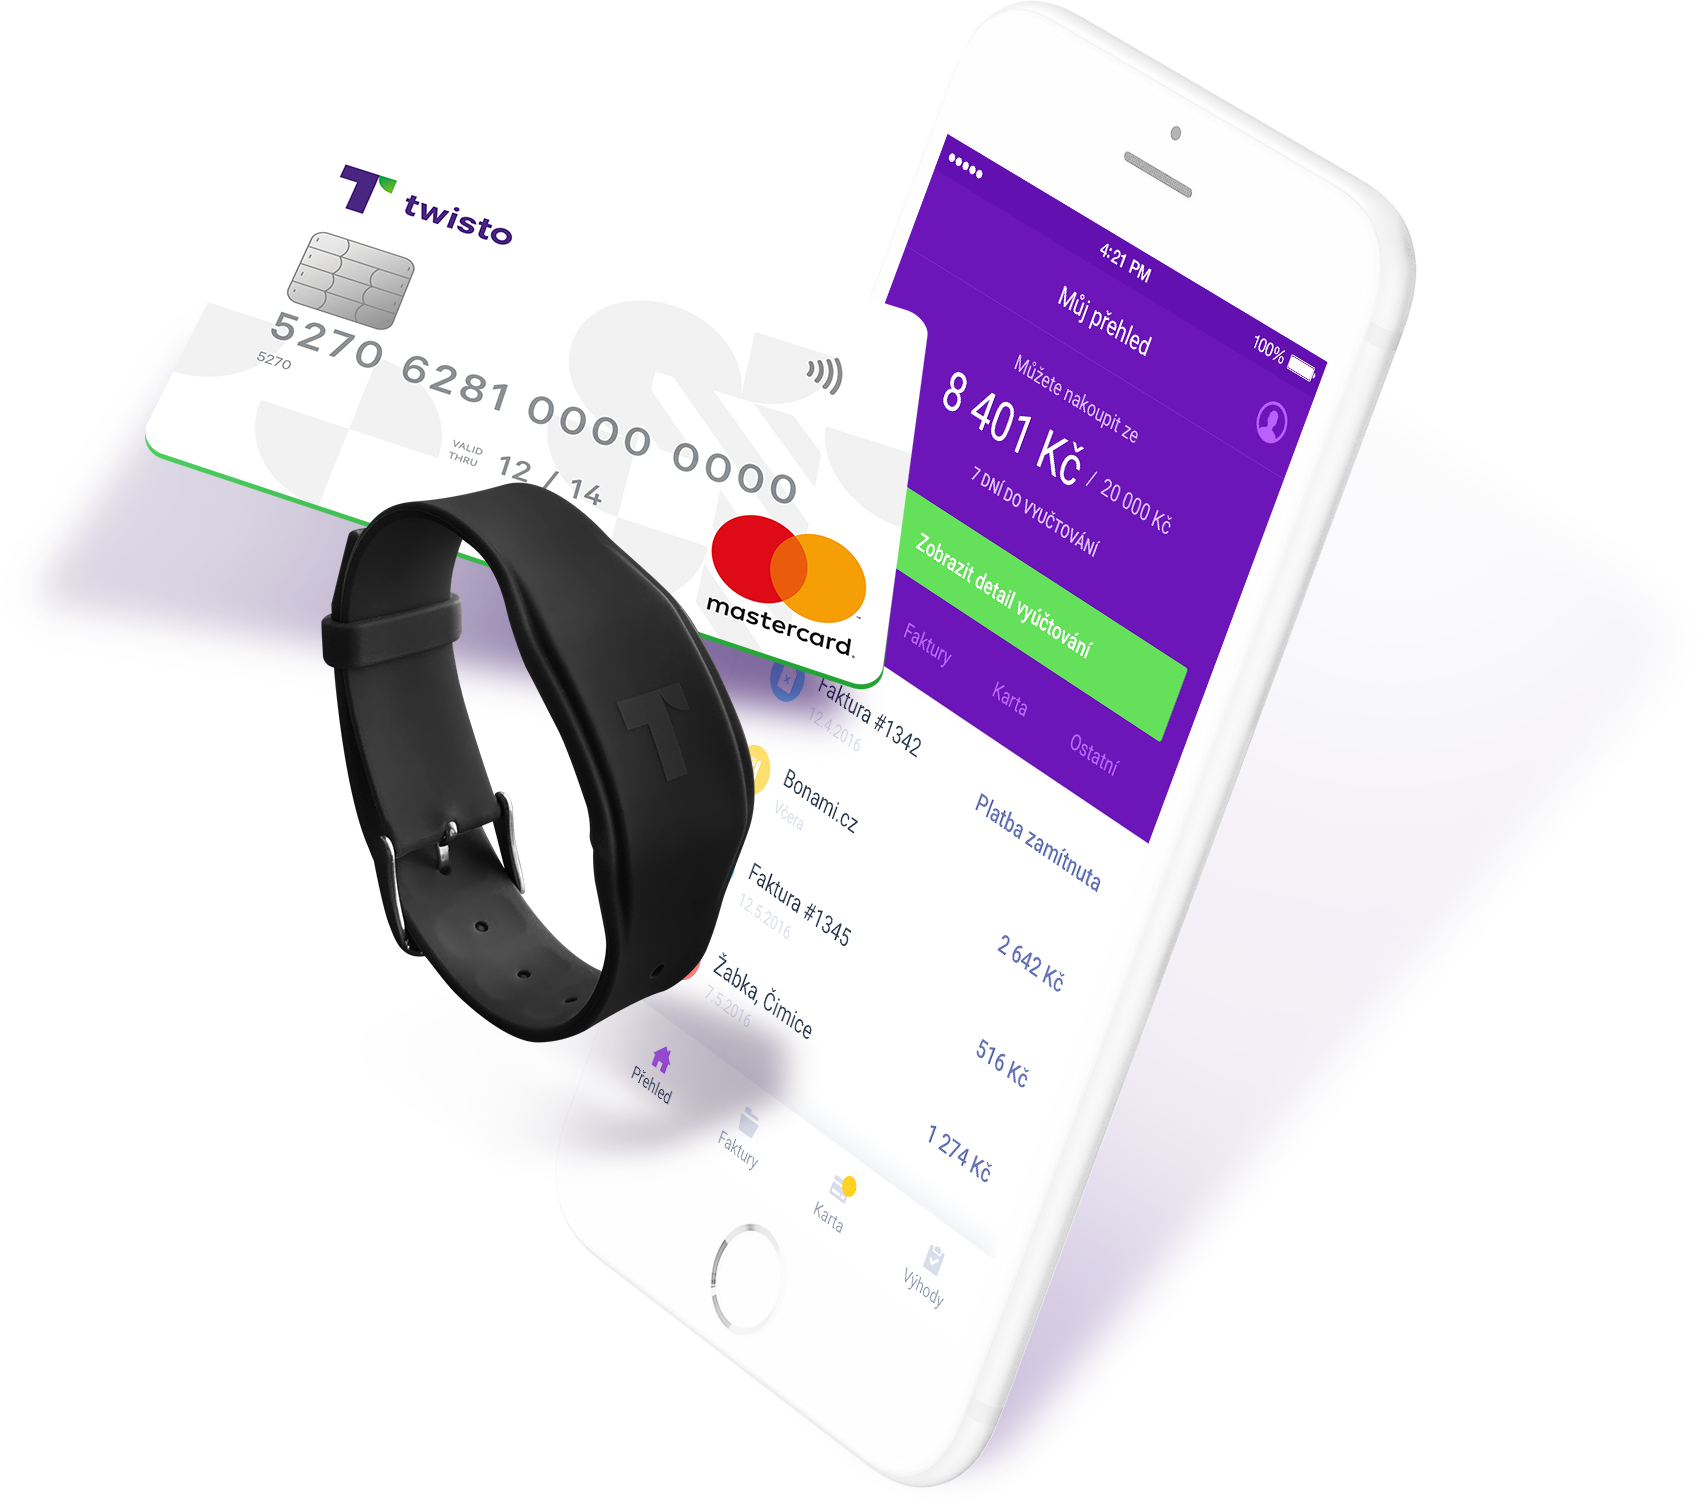 twisto
5270 6281 0000 0000
5270
VALID
THRU
12 / 14
mastercard.
4:21 PM
100%
Můj přehled
Můžete nakoupit ze
8 401 Kč / 20 000 Kč
7 DNÍ DO VYUČTOVÁNÍ
Zobrazit detail vyúčtování
Faktury
Karta
Ostatní
Faktura #1342
12.4.2016
Platba zamítnuta
Bonami.cz
Včera
2 642 Kč
Faktura #1345
12.5.2016
516 Kč
Žabka, Čimice
7.5.2016
1 274 Kč
Přehled
Faktury
Karta
Výhody